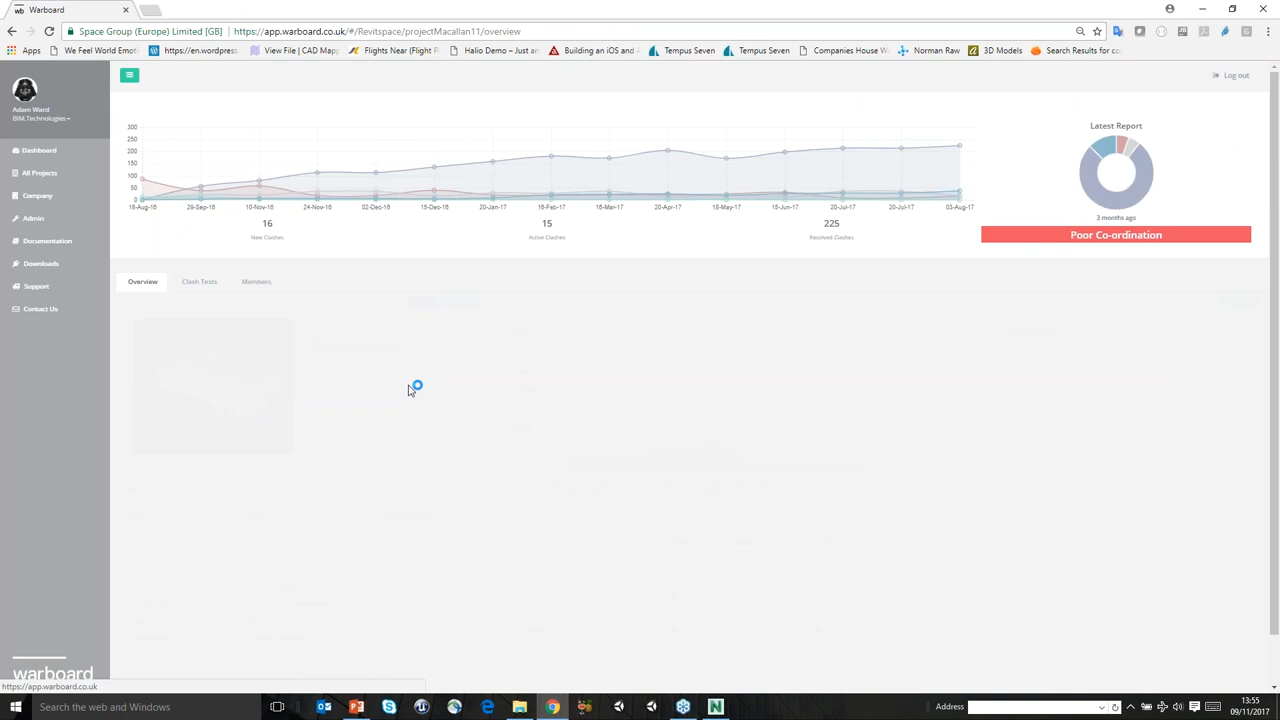 wb Warboard
Space Group (Europe) Limited [GB] https://app.warboard.co.uk/#/Revitspace/projectMacallan11/overview
Apps We Feel World Emoti https://en.wordpress. View File | CAD Map Flights Near (Flight F Halio Demo – Just an Building an iOS and A Tempus Seven Tempus Seven Companies House W Norman Raw 3D Models Search Results for co
Log out
Adam Ward
BIM.Technologies
Dashboard
All Projects
Company
Admin
Documentation
Downloads
Support
Contact Us
warboard
300
250
200
150
100
50
0
18-Aug-16 29-Sep-16 10-Nov-16 24-Nov-16 02-Dec-16 15-Dec-16 20-Jan-17 16-Feb-17 16-Mar-17 20-Apr-17 18-May-17 15-Jun-17 20-Jul-17 20-Jul-17 03-Aug-17
16 15 225
New Clashes Active Clashes Resolved Clashes
Latest Report
3 months ago
Poor Co-ordination
Overview Clash Tests Members
https://app.warboard.co.uk
Search the web and Windows
Address
13:55
09/11/2017